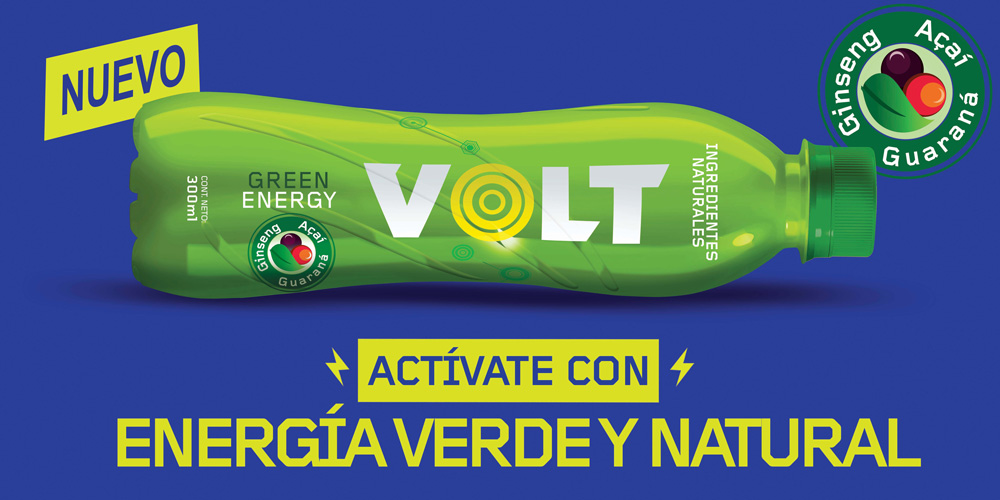 NUEVO
Ginseng Açaí
Guaraná
GREEN
ENERGY
VOLT
INGREDIENTES
NATURALES
CONT. NETO.
300ml
Ginseng Açaí
Guaraná
ACTÍVATE CON
ENERGÍA VERDE Y NATURAL